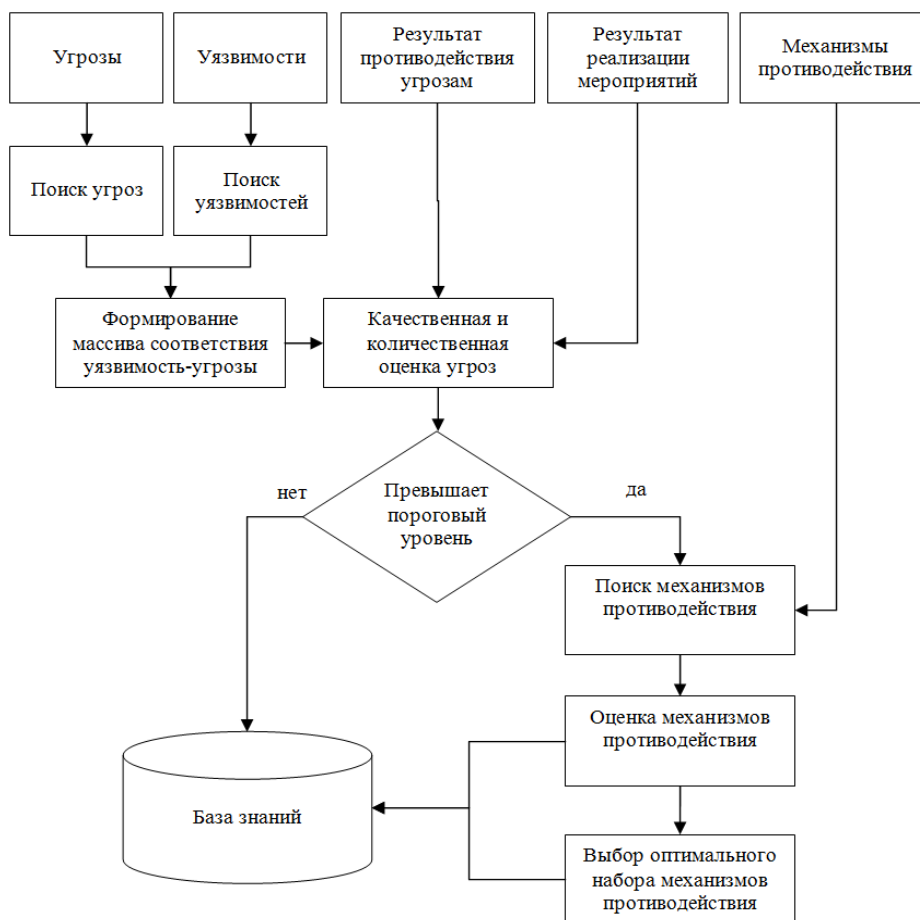 Угрозы
Уязвимости
Результат
противодействия
угрозам
Результат
реализации
мероприятий
Механизмы
противодействия
Поиск угроз
Поиск
уязвимостей
Формирование
массива соответствия
уязвимость-угрозы
Качественная и
количественная
оценка угроз
нет
Превышает
пороговый
уровень
да
Поиск механизмов
противодействия
Оценка механизмов
противодействия
База знаний
Выбор оптимального
набора механизмов
противодействия